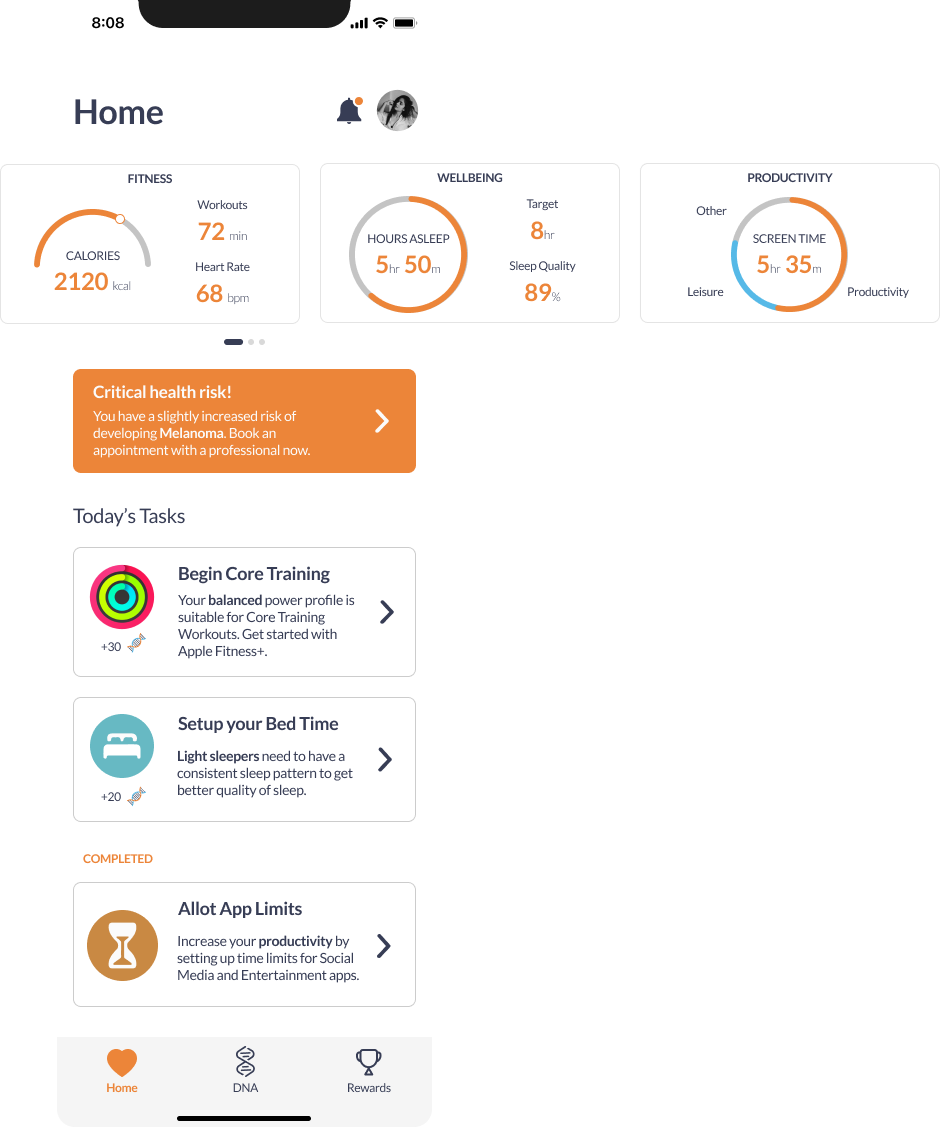 8:08
Home
FITNESS
CALORIES
2120 kcal
Workouts
72 min
Heart Rate
68 bpm
WELLBEING
HOURS ASLEEP
5hr 50m
Target
8hr
Sleep Quality
89%
PRODUCTIVITY
Other
SCREEN TIME
5hr 35m
Leisure
Productivity
Critical health risk!
You have a slightly increased risk of
developing Melanoma. Book an
appointment with a professional now.
Today's Tasks
Begin Core Training
Your balanced power profile is
suitable for Core Training
Workouts. Get started with
Apple Fitness+.
+30
Setup your Bed Time
Light sleepers need to have a
consistent sleep pattern to get
better quality of sleep.
+20
COMPLETED
Allot App Limits
Increase your productivity by
setting up time limits for Social
Media and Entertainment apps.
Home
DNA
Rewards